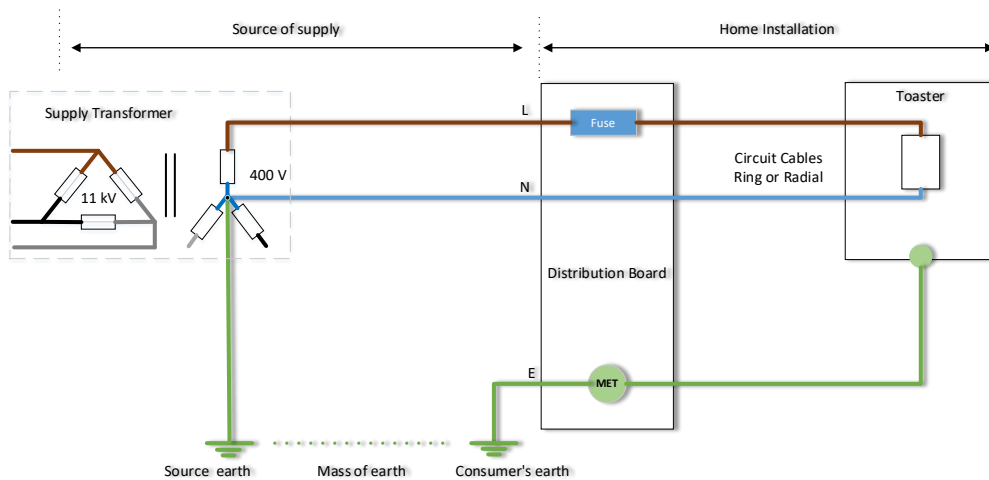 Source of supply
Home Installation
Supply Transformer
Toaster
L
Fuse
11 kV
400 V
Circuit Cables
Ring or Radial
N
Distribution Board
E
MET
Source earth
Mass of earth
Consumer's earth